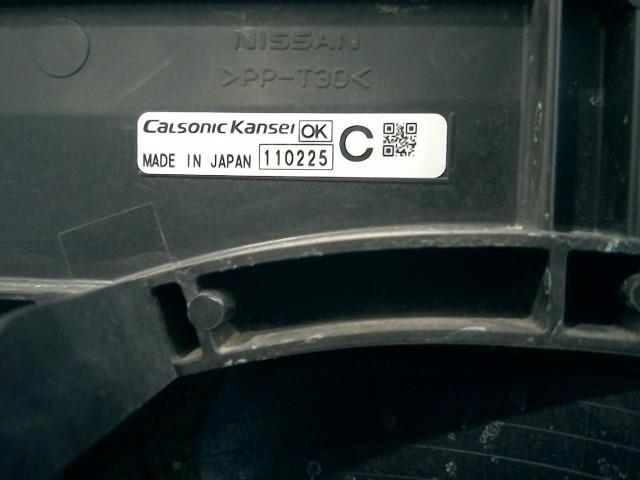 NISSAN
>PP-T30<
Calsonic Kansei OK C
MADE IN JAPAN 110225